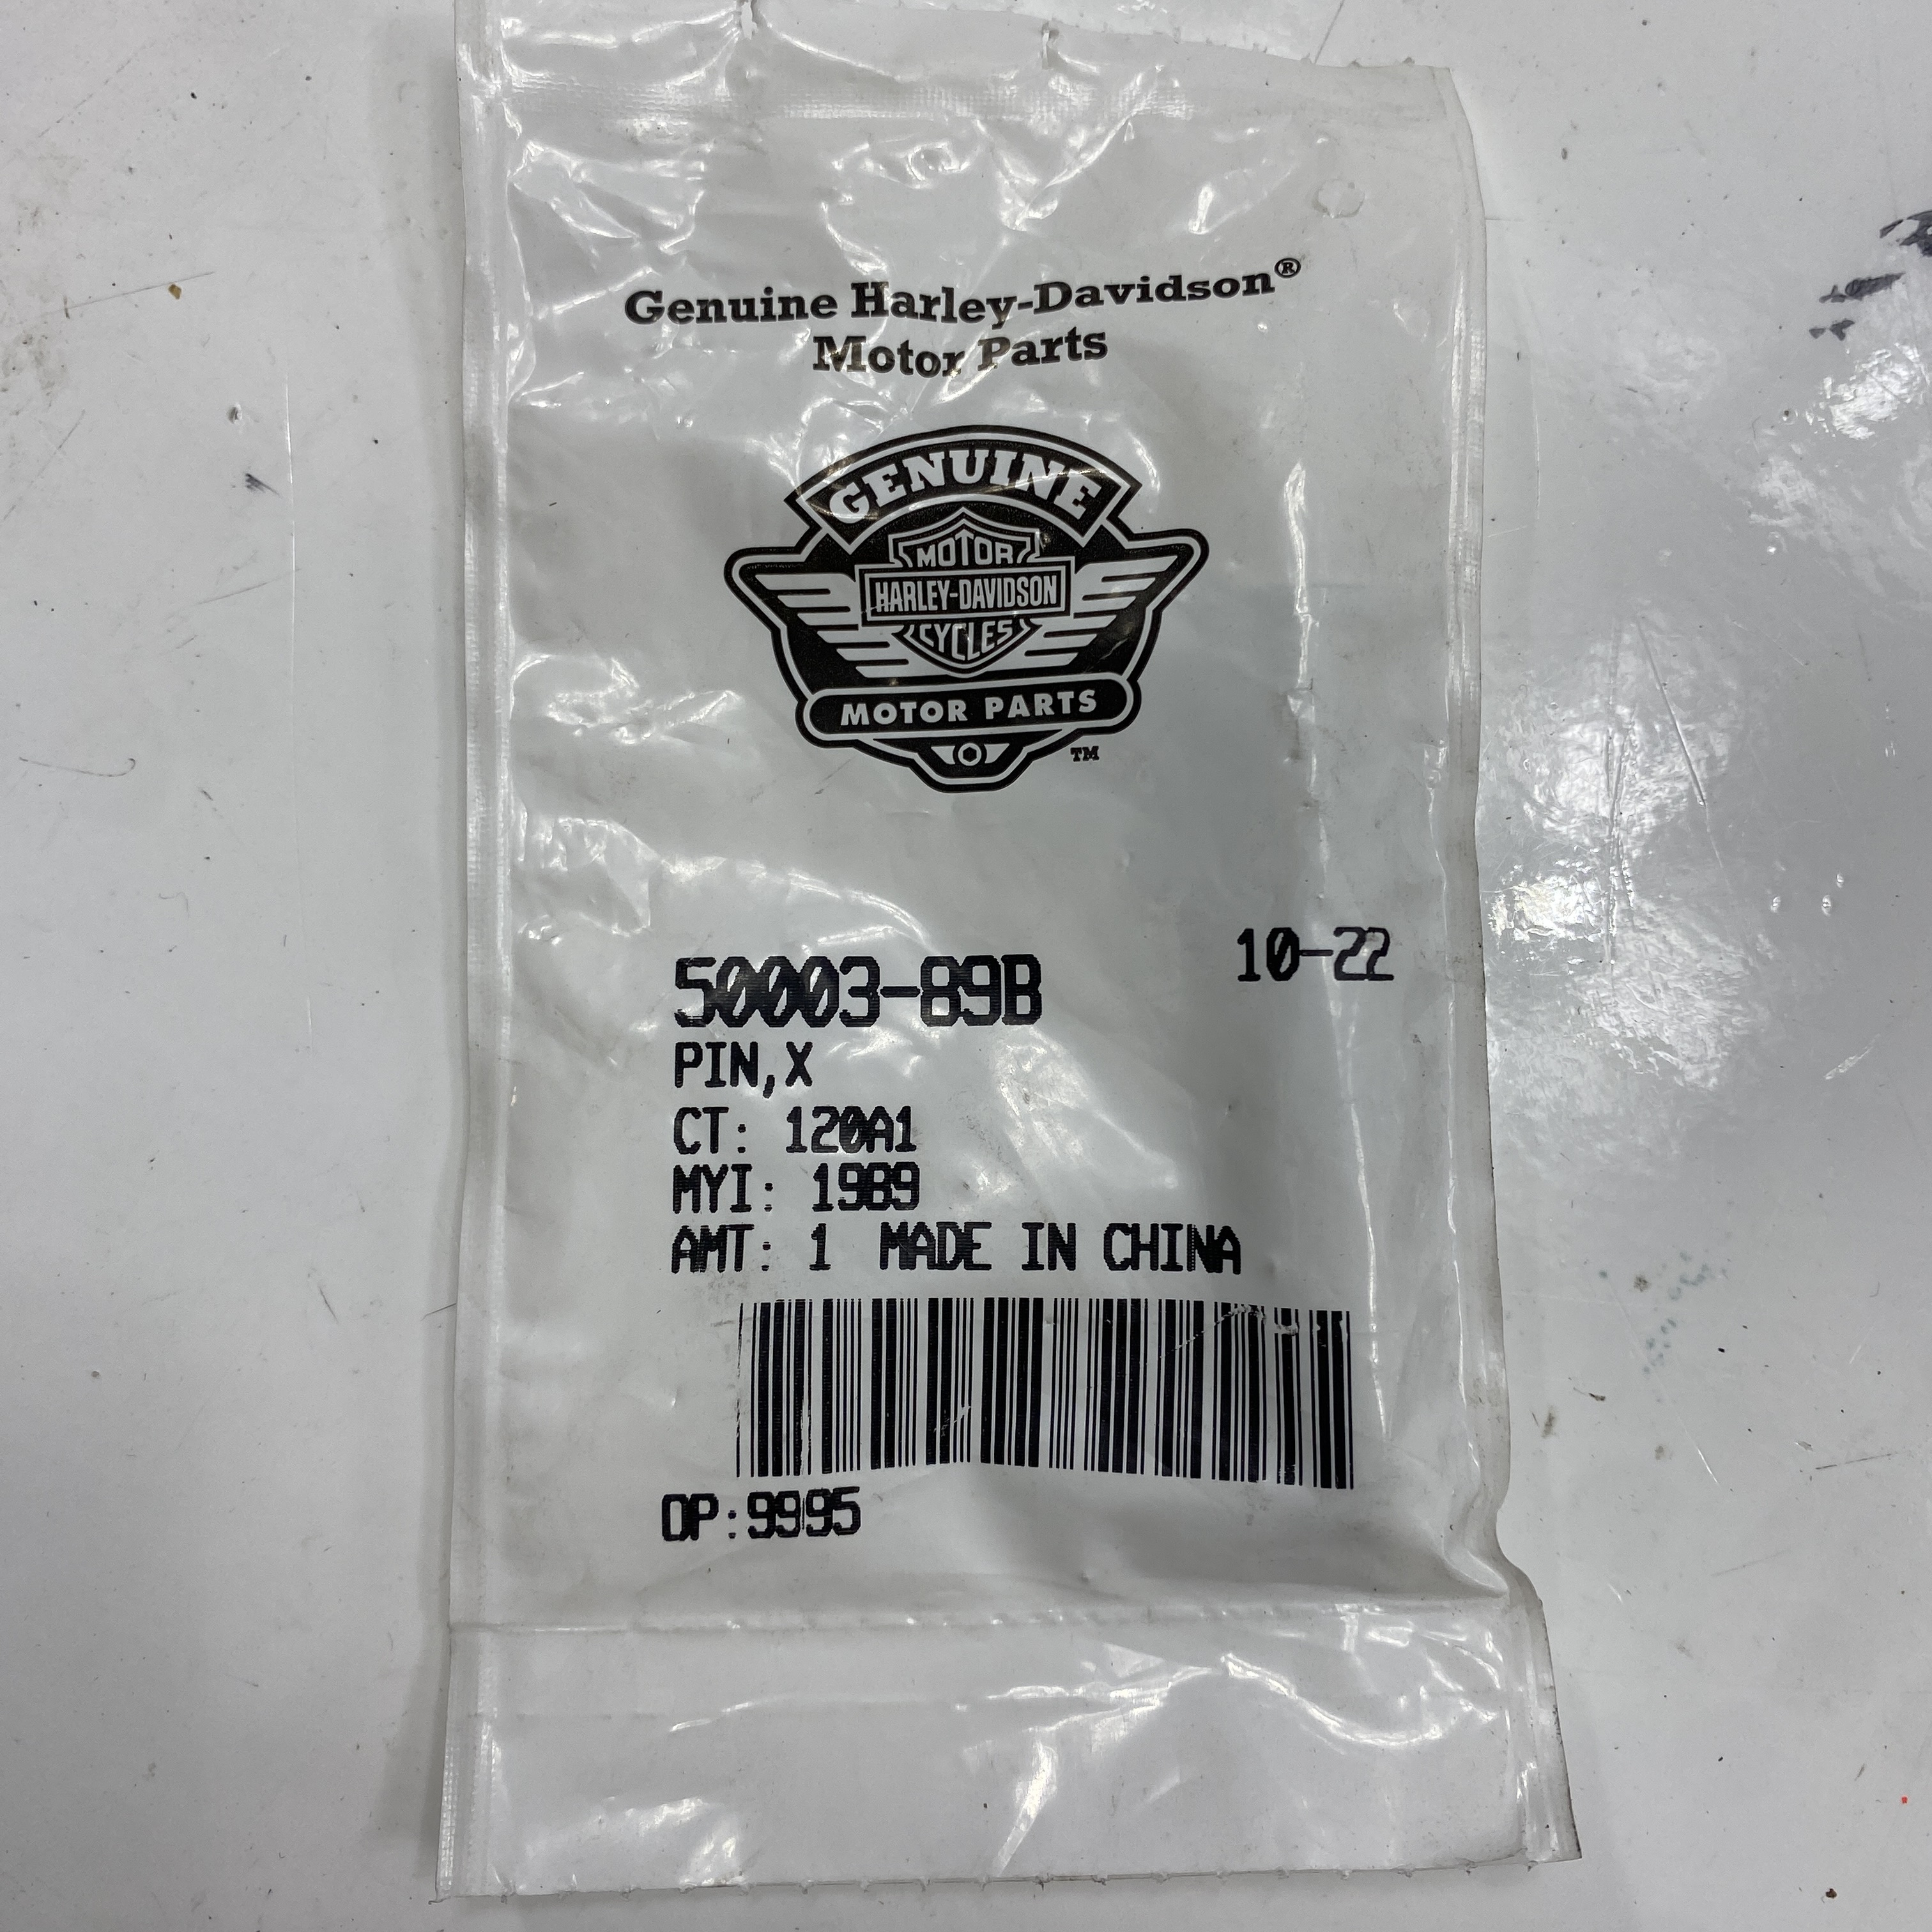 Genuine Harley-Davidson®
Motor Parts
GENUINE
MOTOR
HARLEY-DAVIDSON
CYCLES
MOTOR PARTS
TM
10-22
50003-89B
PIN,X
CT: 120A1
MYI: 1989
AMT: 1 MADE IN CHINA
OP:9995